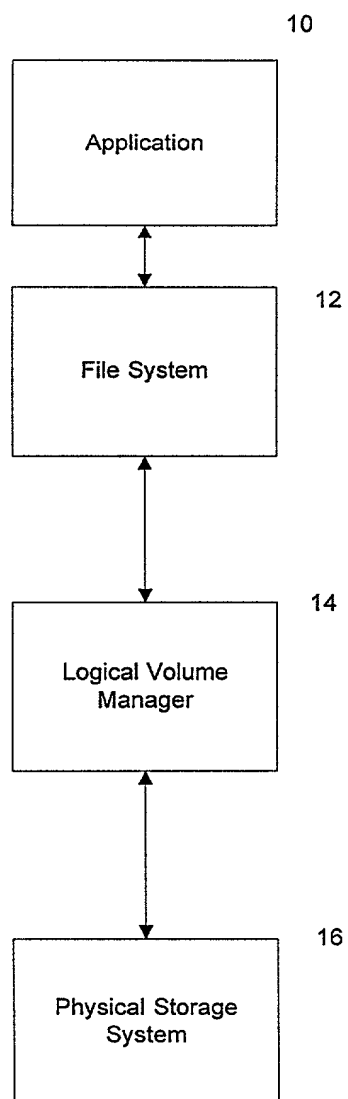 10
Application
12
File System
14
Logical Volume
Manager
16
Physical Storage
System